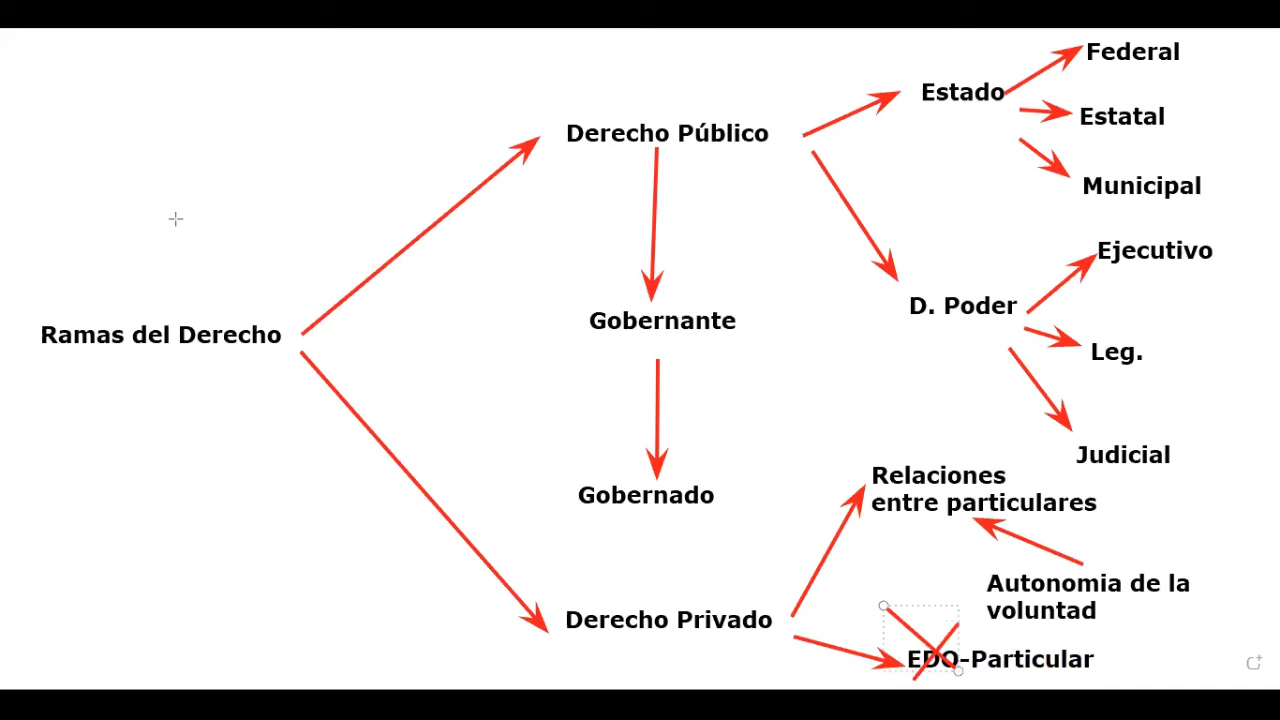 Ramas del Derecho
Derecho Público
Estado
Federal
Estatal
Municipal
Gobernante
D. Poder
Ejecutivo
Leg.
Judicial
Gobernado
Derecho Privado
Relaciones
entre particulares
Autonomia de la
voluntad
EDO-Particular